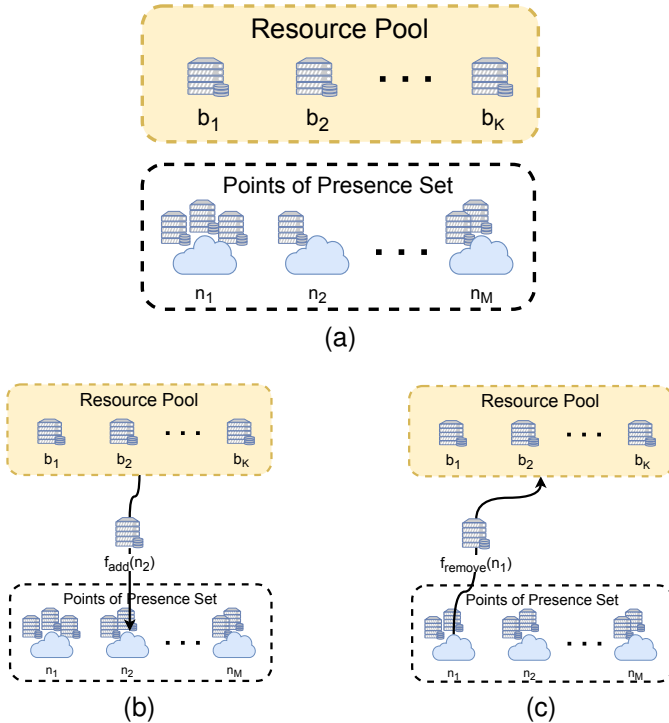 Resource Pool
b1 b2 . . . bK
Points of Presence Set
n1 n2 . . . nM
(a)
Resource Pool
b1 b2 . . . bK
fadd(n2)
Points of Presence Set
n1 n2 . . . nM
(b)
Resource Pool
b1 b2 . . . bK
fremove(n1)
Points of Presence Set
n1 n2 . . . nM
(c)